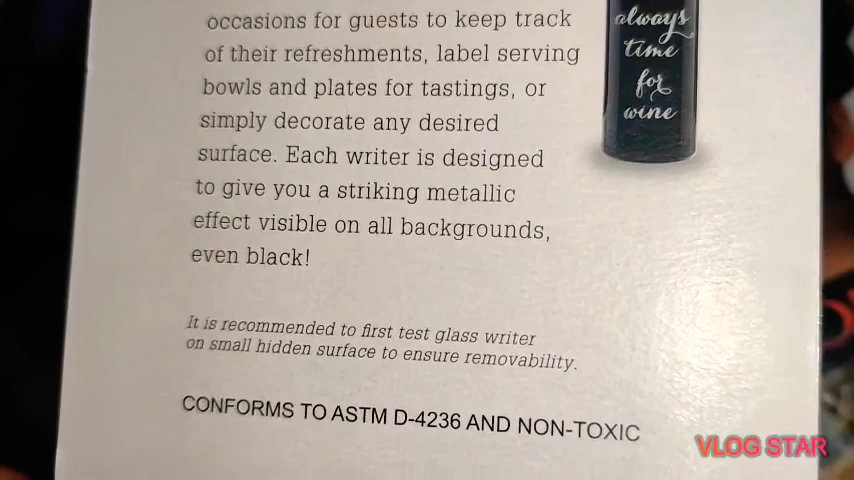 occasions for guests to keep track
of their refreshments, label serving
bowls and plates for tastings, or
simply decorate any desired
surface. Each writer is designed
to give you a striking metallic
effect visible on all backgrounds,
even black!
always
time
for
wine
It is recommended to first test glass writer
on small hidden surface to ensure removability.
CONFORMS TO ASTM D-4236 AND NON-TOXIC
VLOG STAR